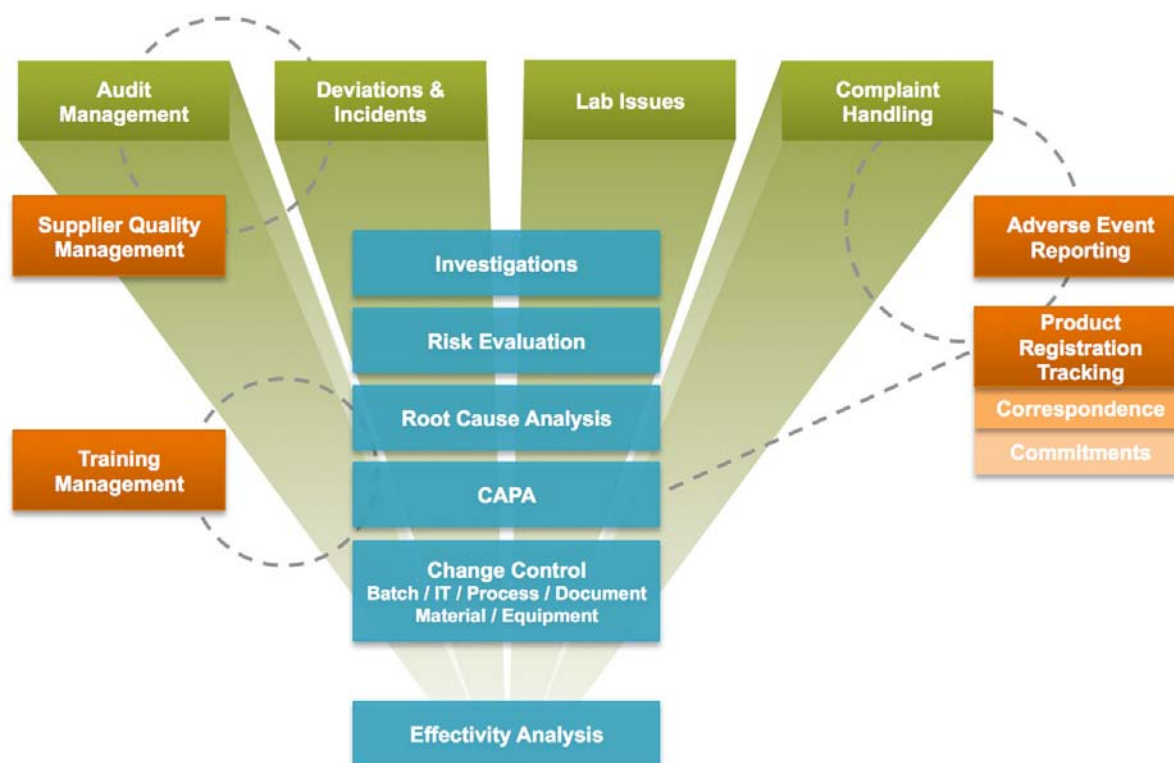 Audit
Management
Deviations &
Incidents
Lab Issues
Complaint
Handling
Supplier Quality
Management
Adverse Event
Reporting
Investigations
Risk Evaluation
Product
Registration
Tracking
Root Cause Analysis
Correspondence
Commitments
Training
Management
CAPA
Change Control
Batch / IT / Process / Document
Material / Equipment
Effectivity Analysis